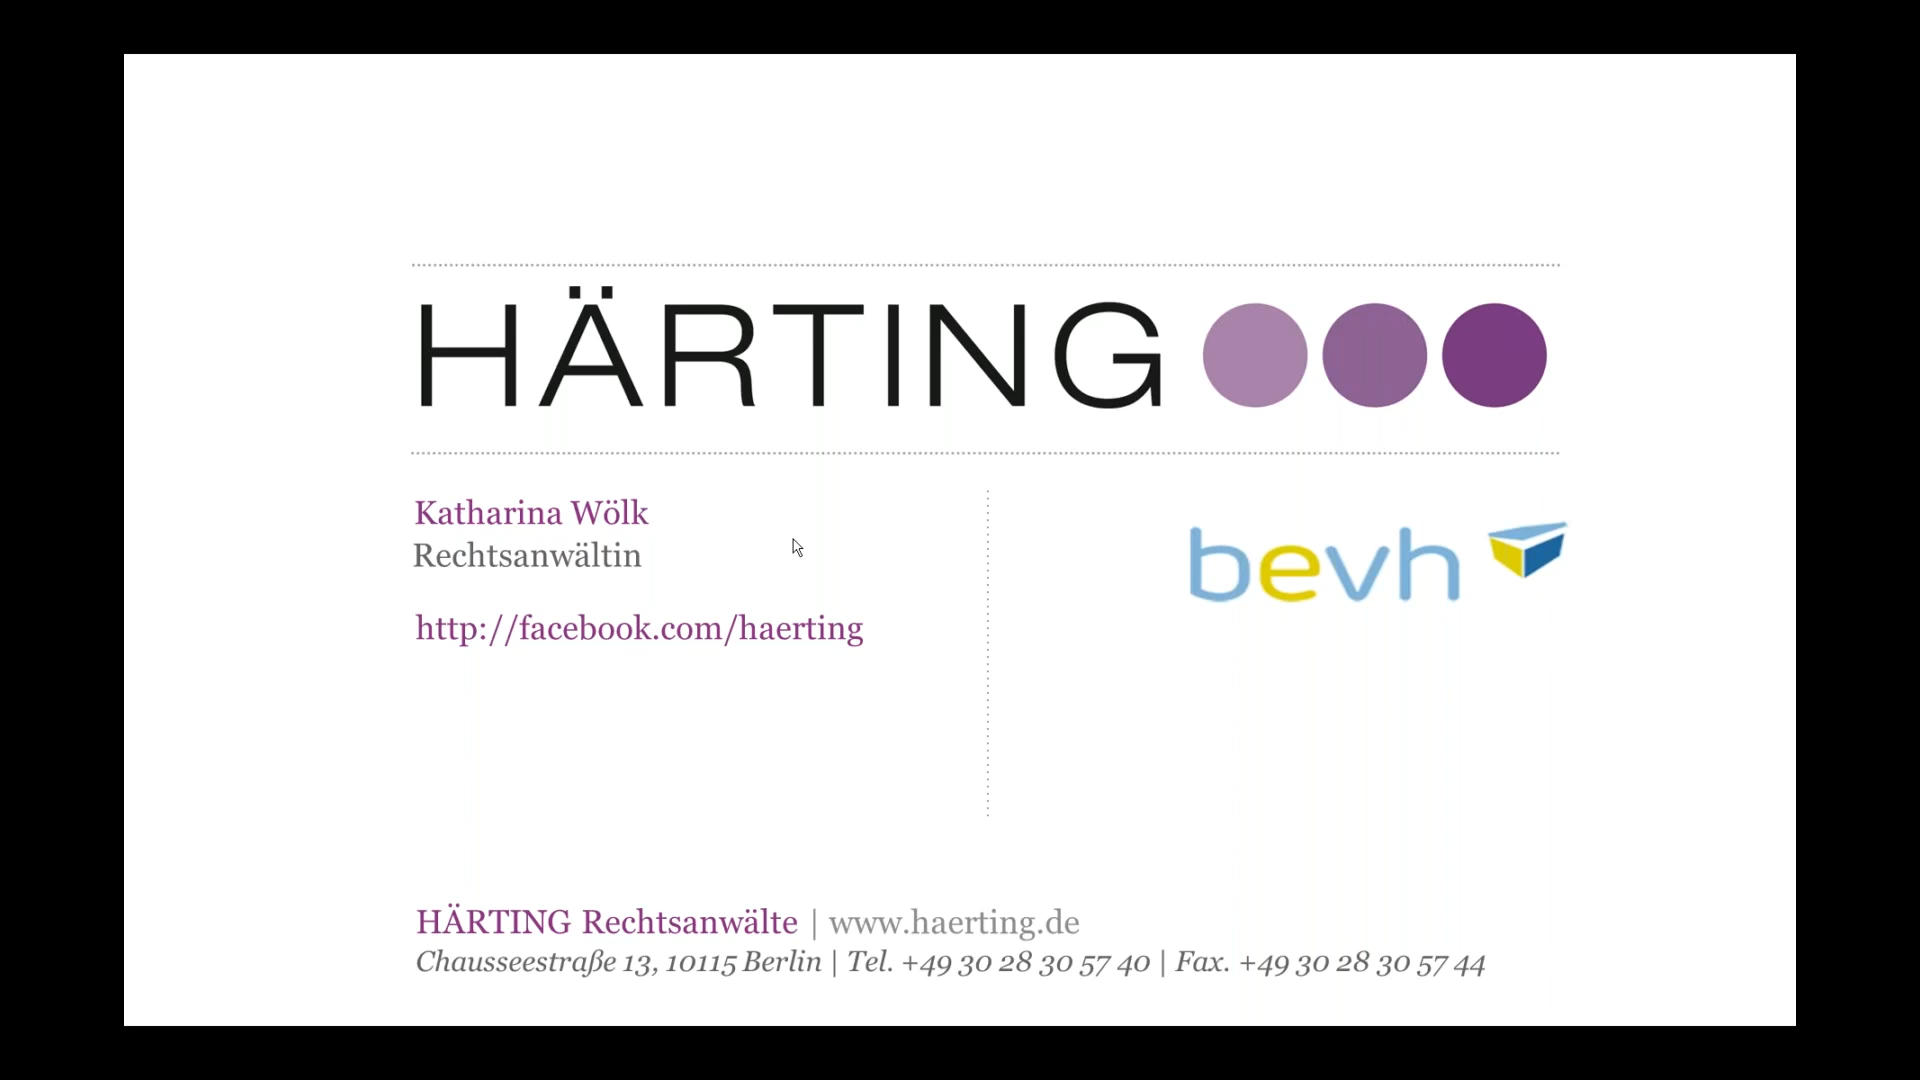 HÄRTING
Katharina Wölk
Rechtsanwältin
http://facebook.com/haerting
bevh
HÄRTING Rechtsanwälte | www.haerting.de
Chausseestraße 13, 10115 Berlin | Tel. +49 30 28 30 57 40 | Fax. +49 30 28 30 57 44